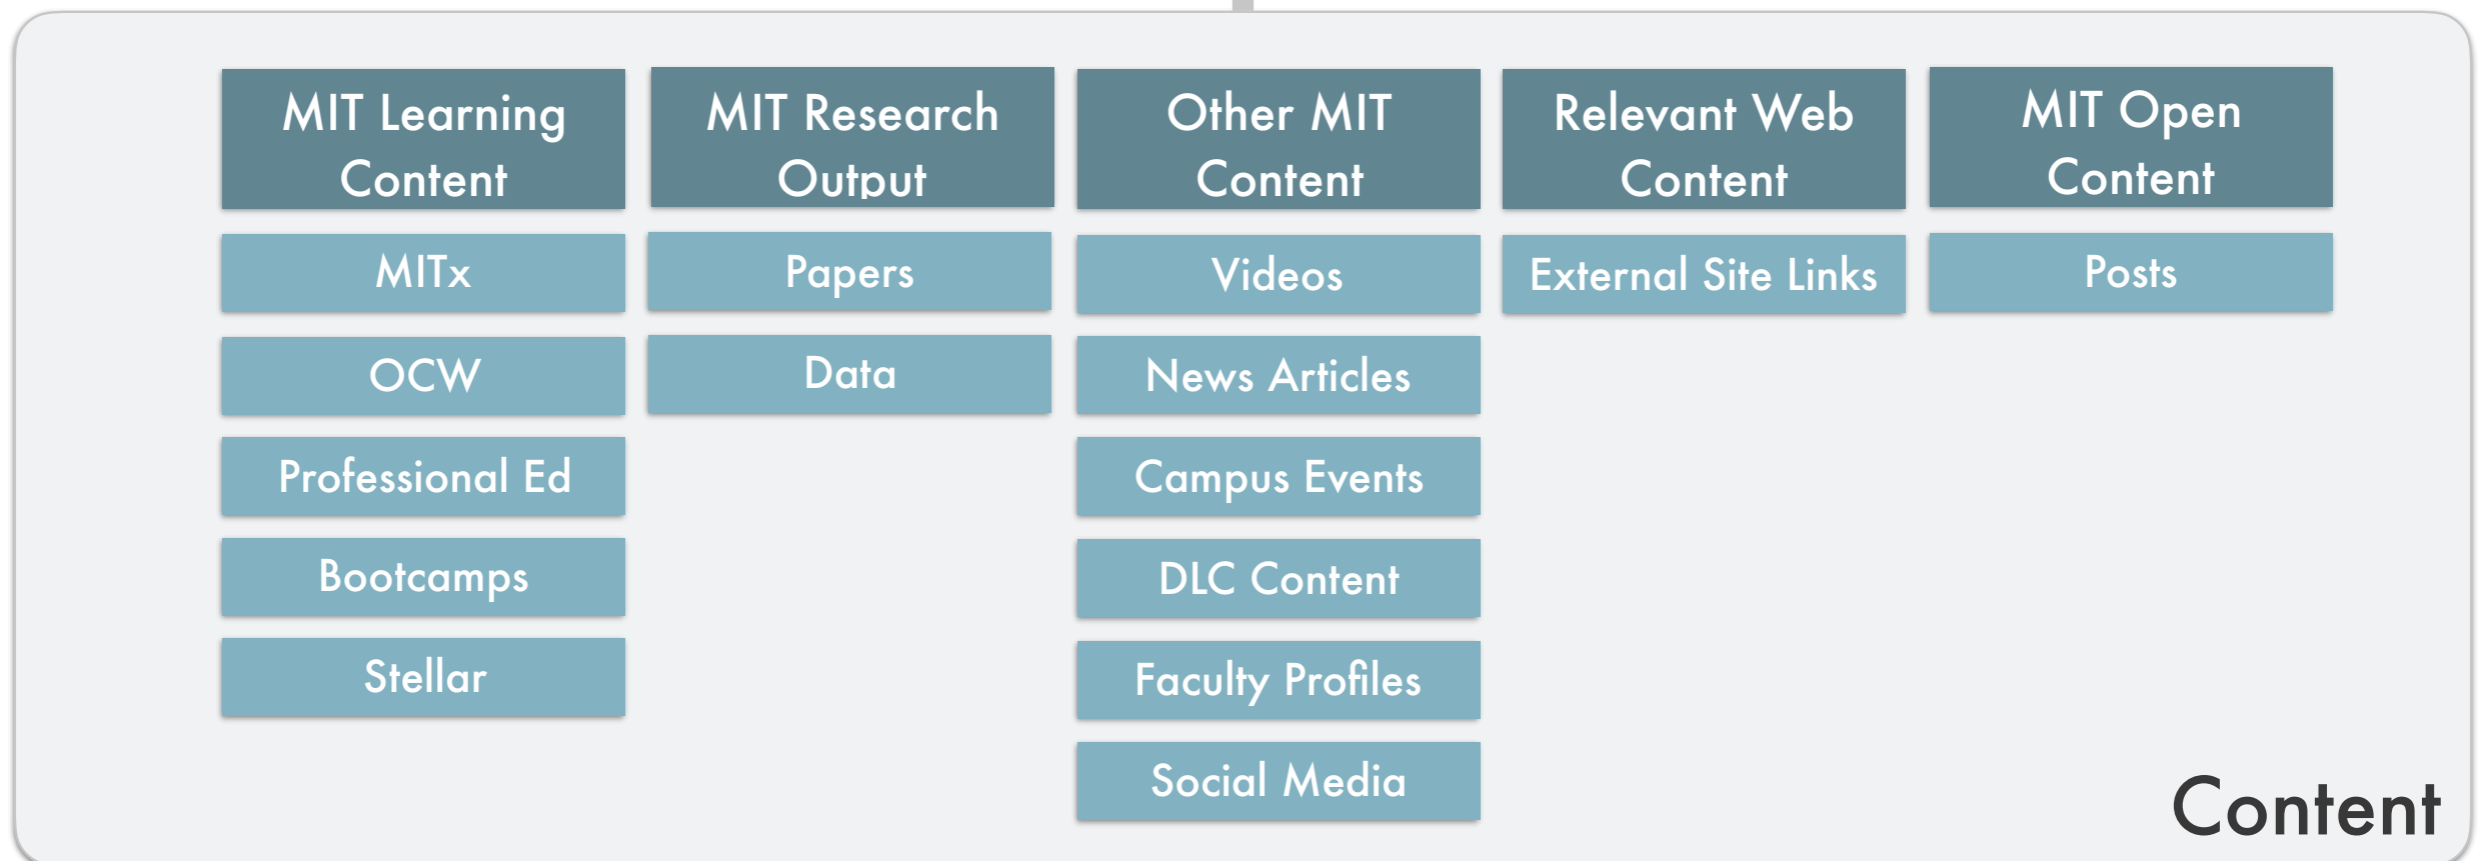 MIT Learning
Content
MITx
OCW
Professional Ed
Bootcamps
Stellar
MIT Research
Output
Papers
Data
Other MIT
Content
Videos
News Articles
Campus Events
DLC Content
Faculty Profiles
Social Media
Relevant Web
Content
External Site Links
MIT Open
Content
Posts
Content